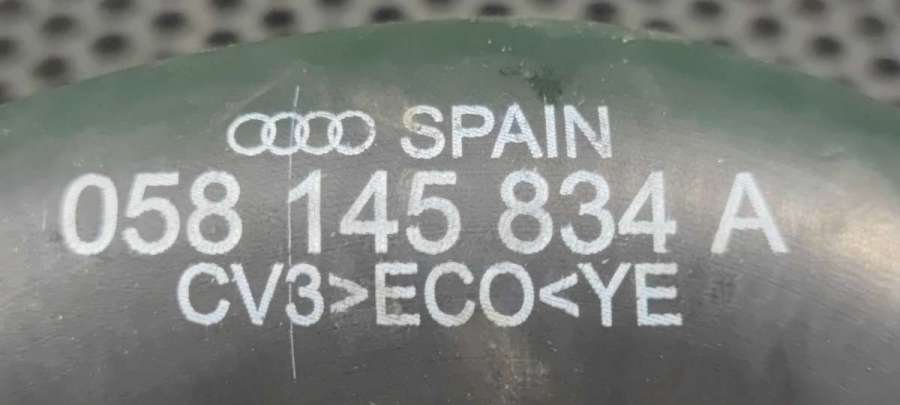 SPAIN
058 145 834 A
CV3>ECO<YE